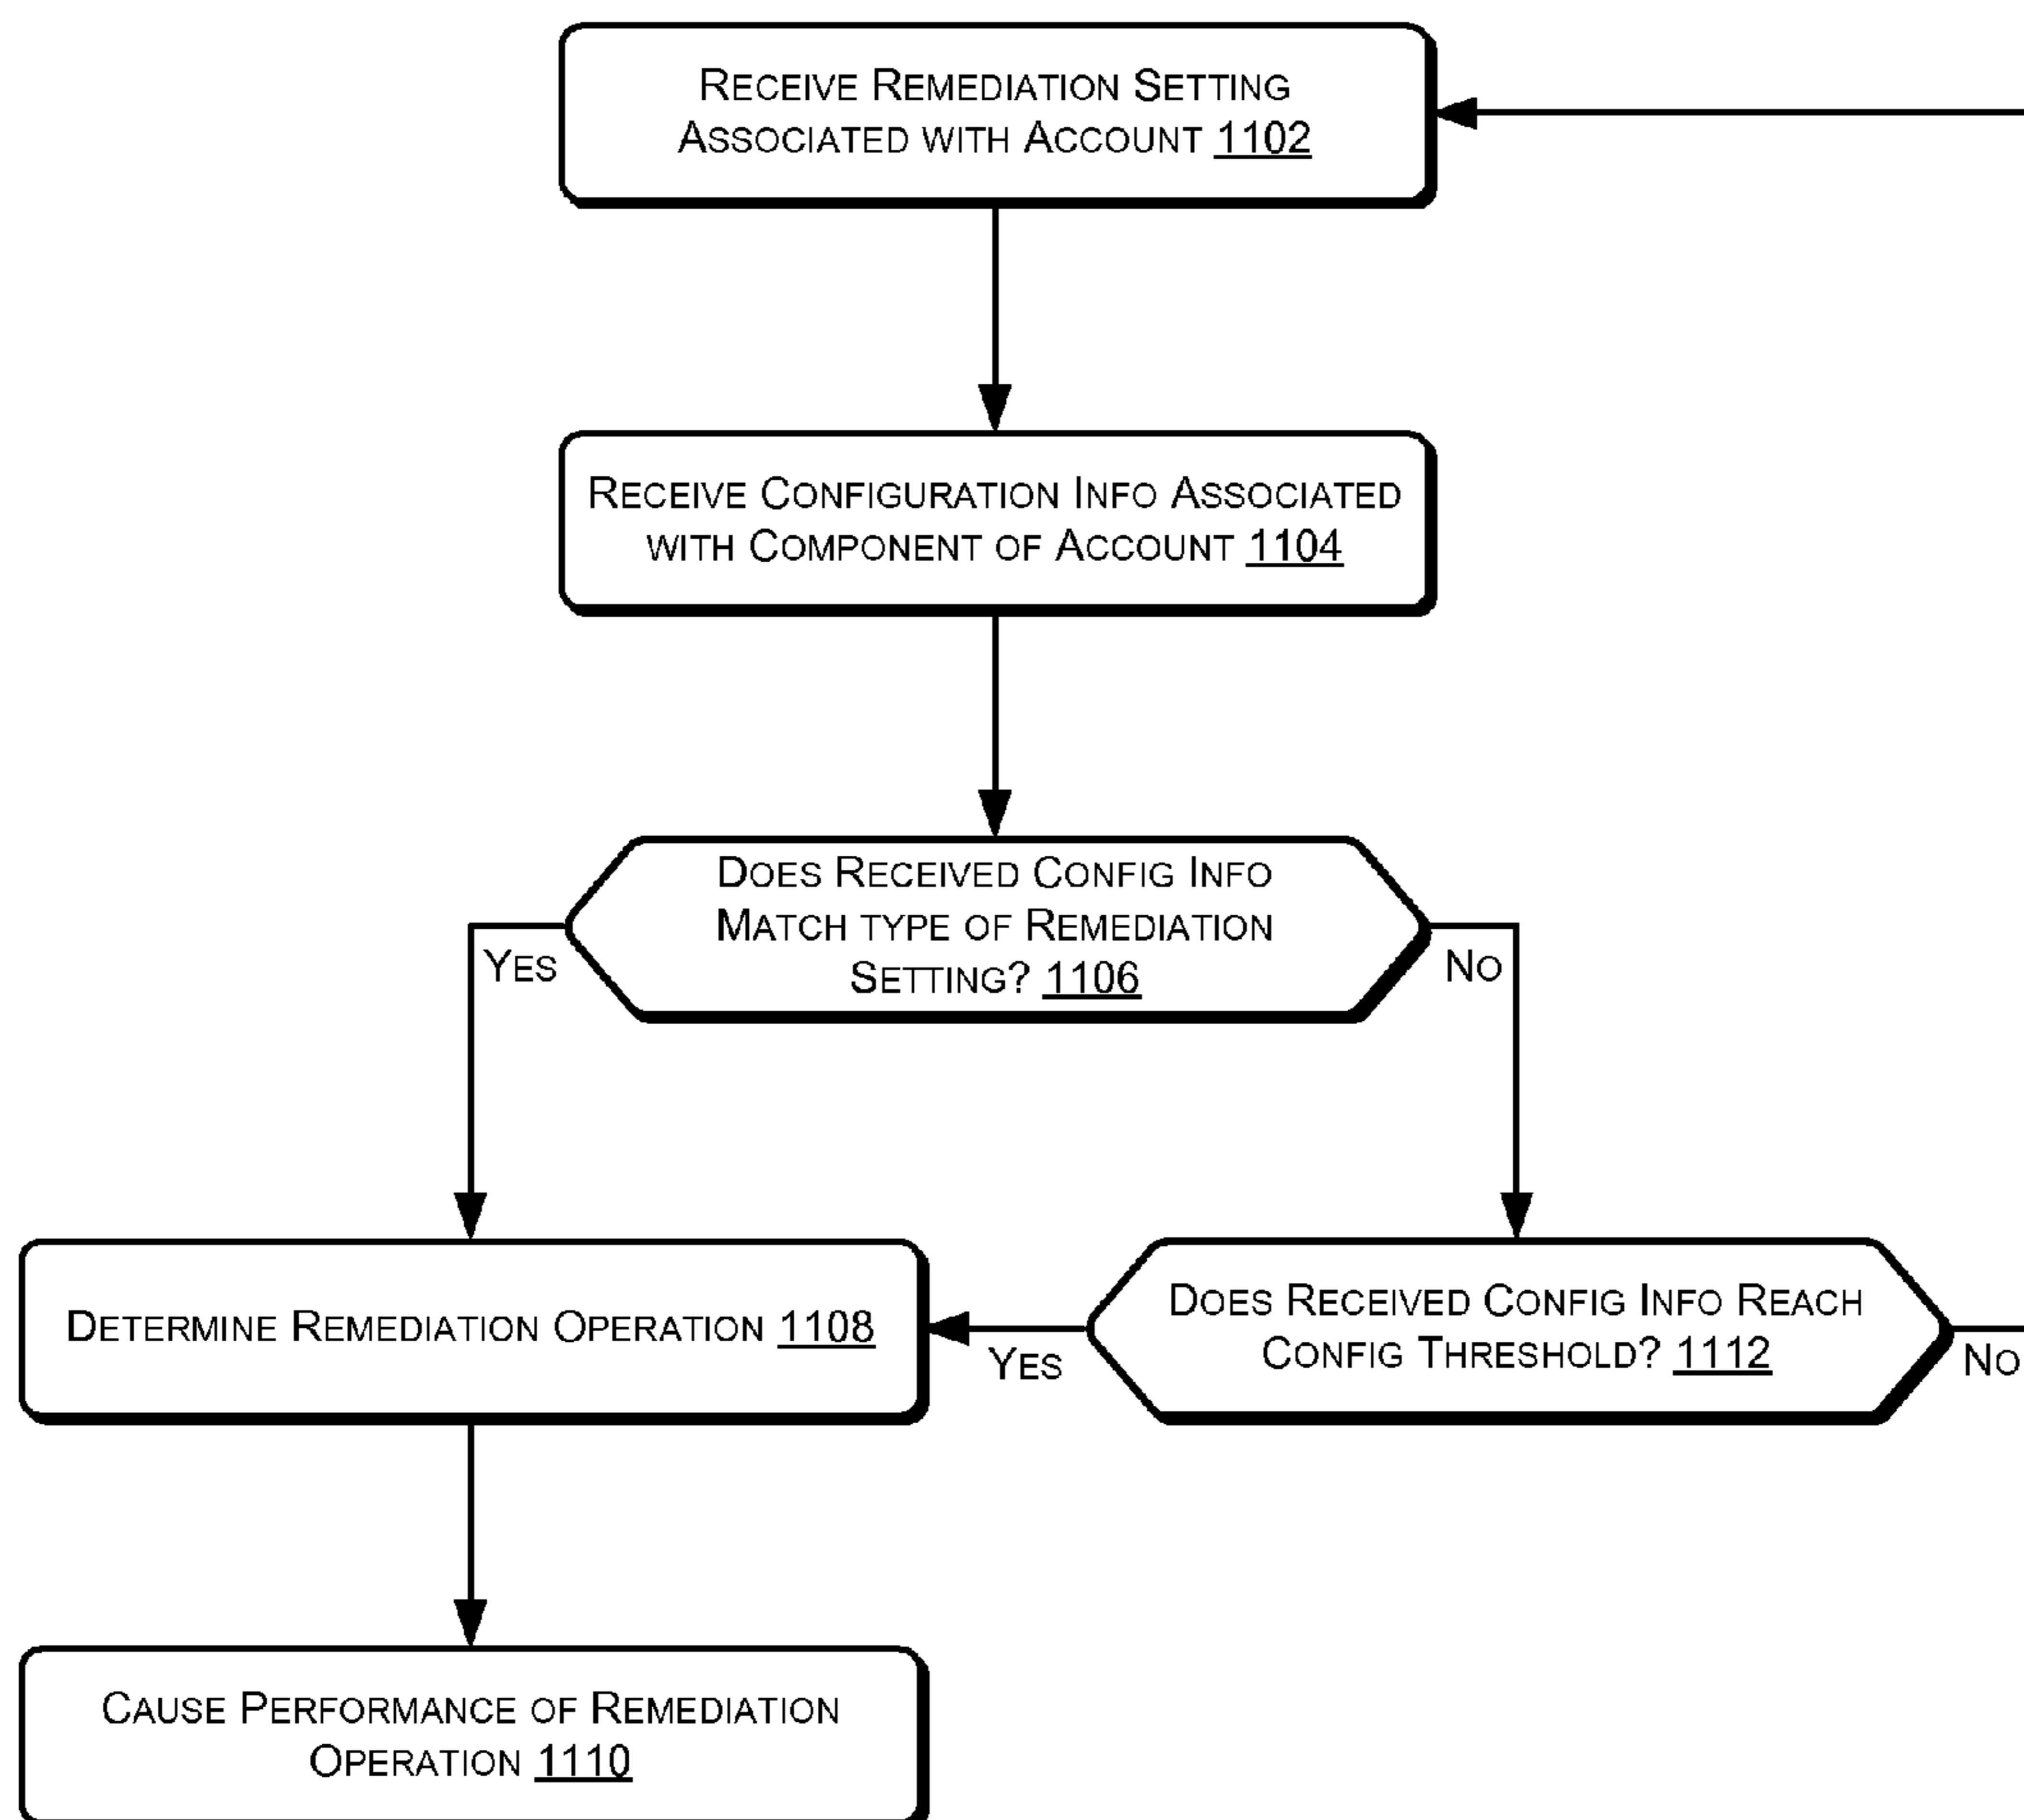 RECEIVE REMEDIATION SETTING
ASSOCIATED WITH ACCOUNT 1102
RECEIVE CONFIGURATION INFO ASSOCIATED
WITH COMPONENT OF ACCOUNT 1104
DOES RECEIVED CONFIG INFO
MATCH TYPE OF REMEDIATION
SETTING? 1106
YES
NO
DETERMINE REMEDIATION OPERATION 1108
YES
DOES RECEIVED CONFIG INFO REACH
CONFIG THRESHOLD? 1112
NO
CAUSE PERFORMANCE OF REMEDIATION
OPERATION 1110